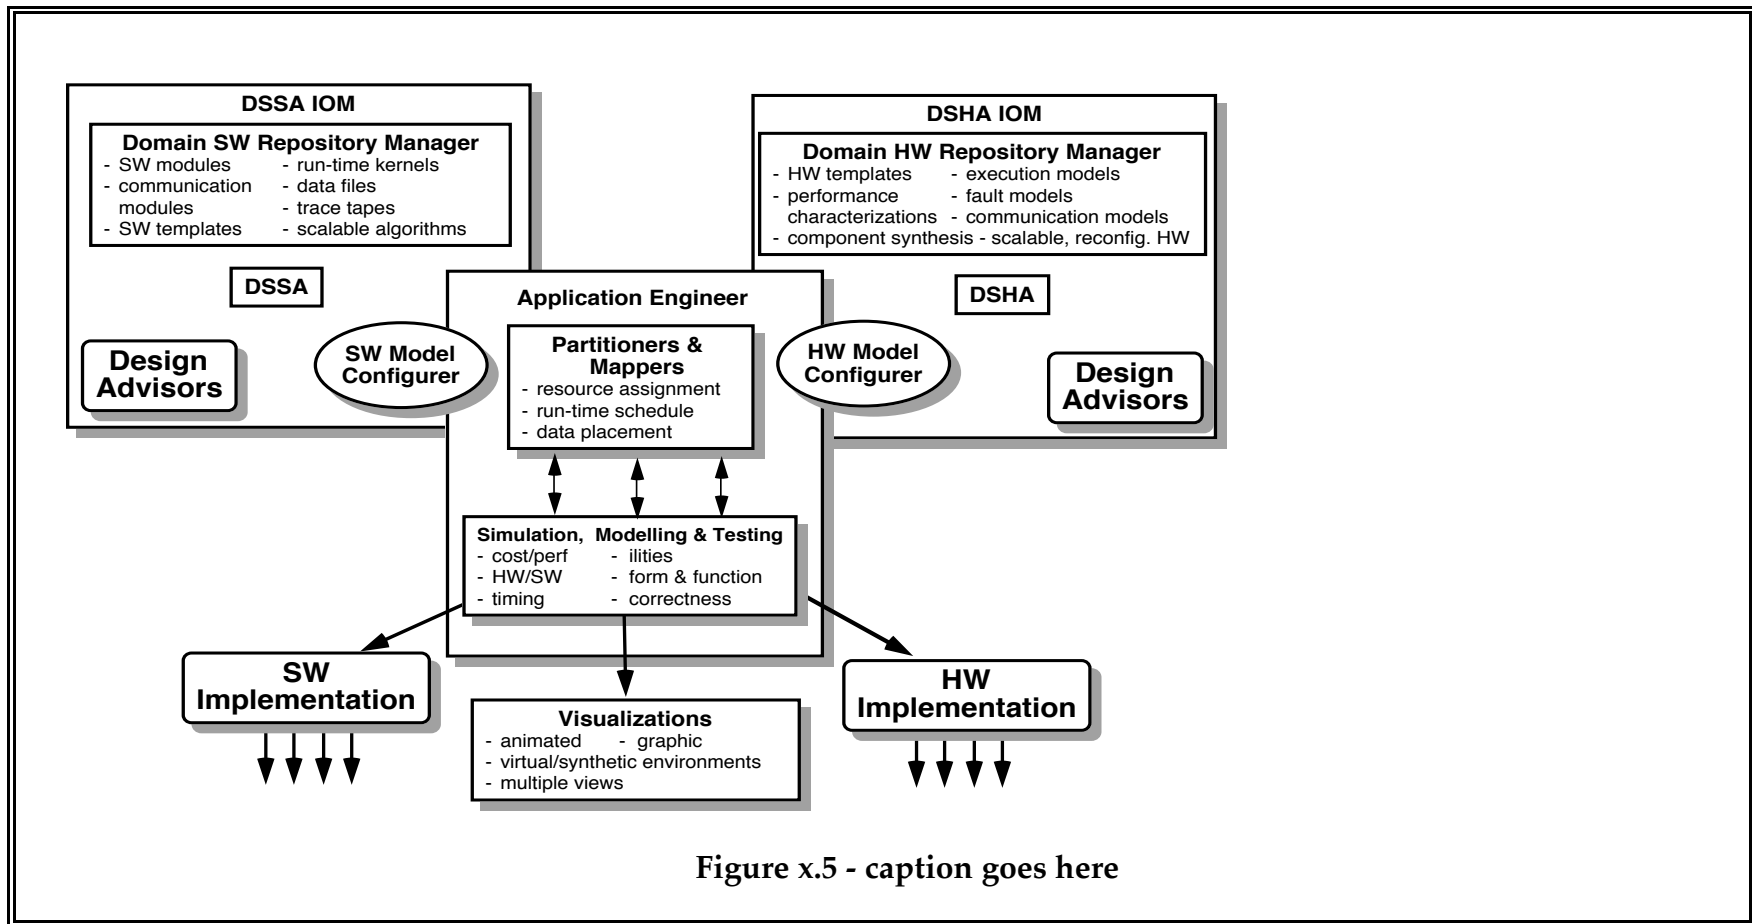 DSSA IOM
Domain SW Repository Manager
- SW modules - run-time kernels
- communication - data files
modules - trace tapes
- SW templates - scalable algorithms
DSSA
Design
Advisors
SW Model
Configurer
DSHA IOM
Domain HW Repository Manager
- HW templates - execution models
- performance - fault models
characterizations - communication models
- component synthesis - scalable, reconfig. HW
DSHA
HW Model
Configurer
Design
Advisors
Application Engineer
Partitioners &
Mappers
- resource assignment
- run-time schedule
- data placement
Simulation, Modelling & Testing
- cost/perf - ilities
- HW/SW - form & function
- timing - correctness
SW
Implementation
Visualizations
- animated - graphic
- virtual/synthetic environments
- multiple views
HW
Implementation
Figure x.5 - caption goes here